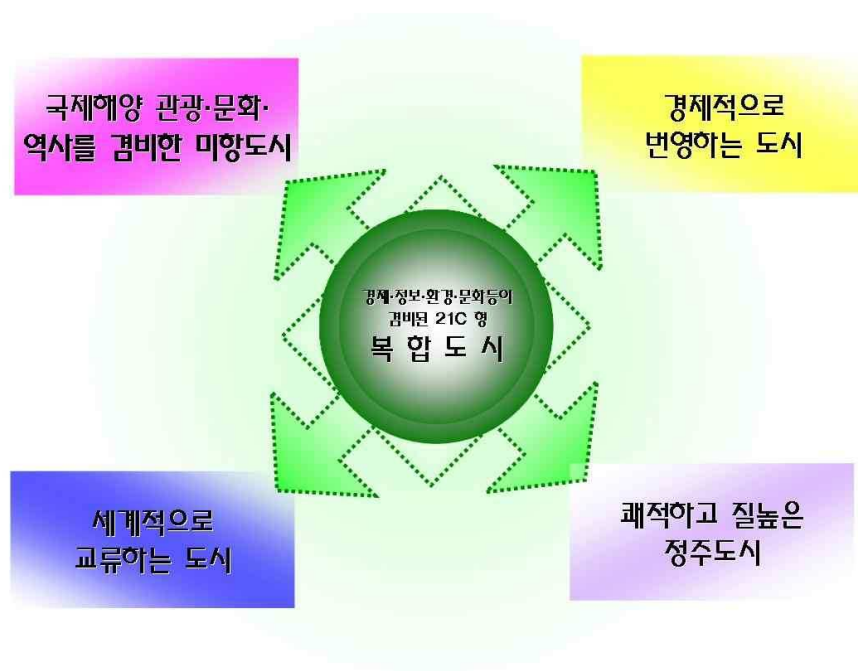 국제해양 관광·문화·
역사를 겸비한 미항도시
경제적으로
번영하는 도시
경제·정보·환경·문화등이
겸비된 21C 형
복 합 도 시
세계적으로
교류하는 도시
쾌적하고 질높은
정주도시